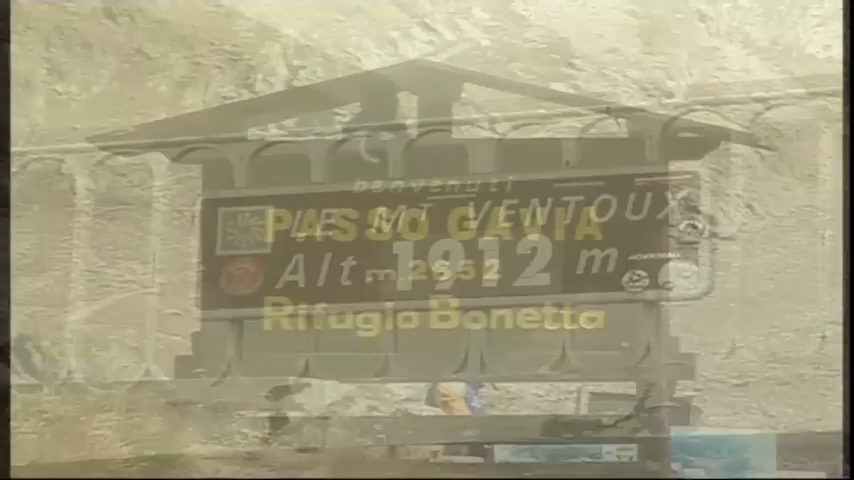 benvenuti
PASSO GAVIA
m. 2652
Rifugio Bonetta
LE MT VENTOUX
Alt. 1912 m